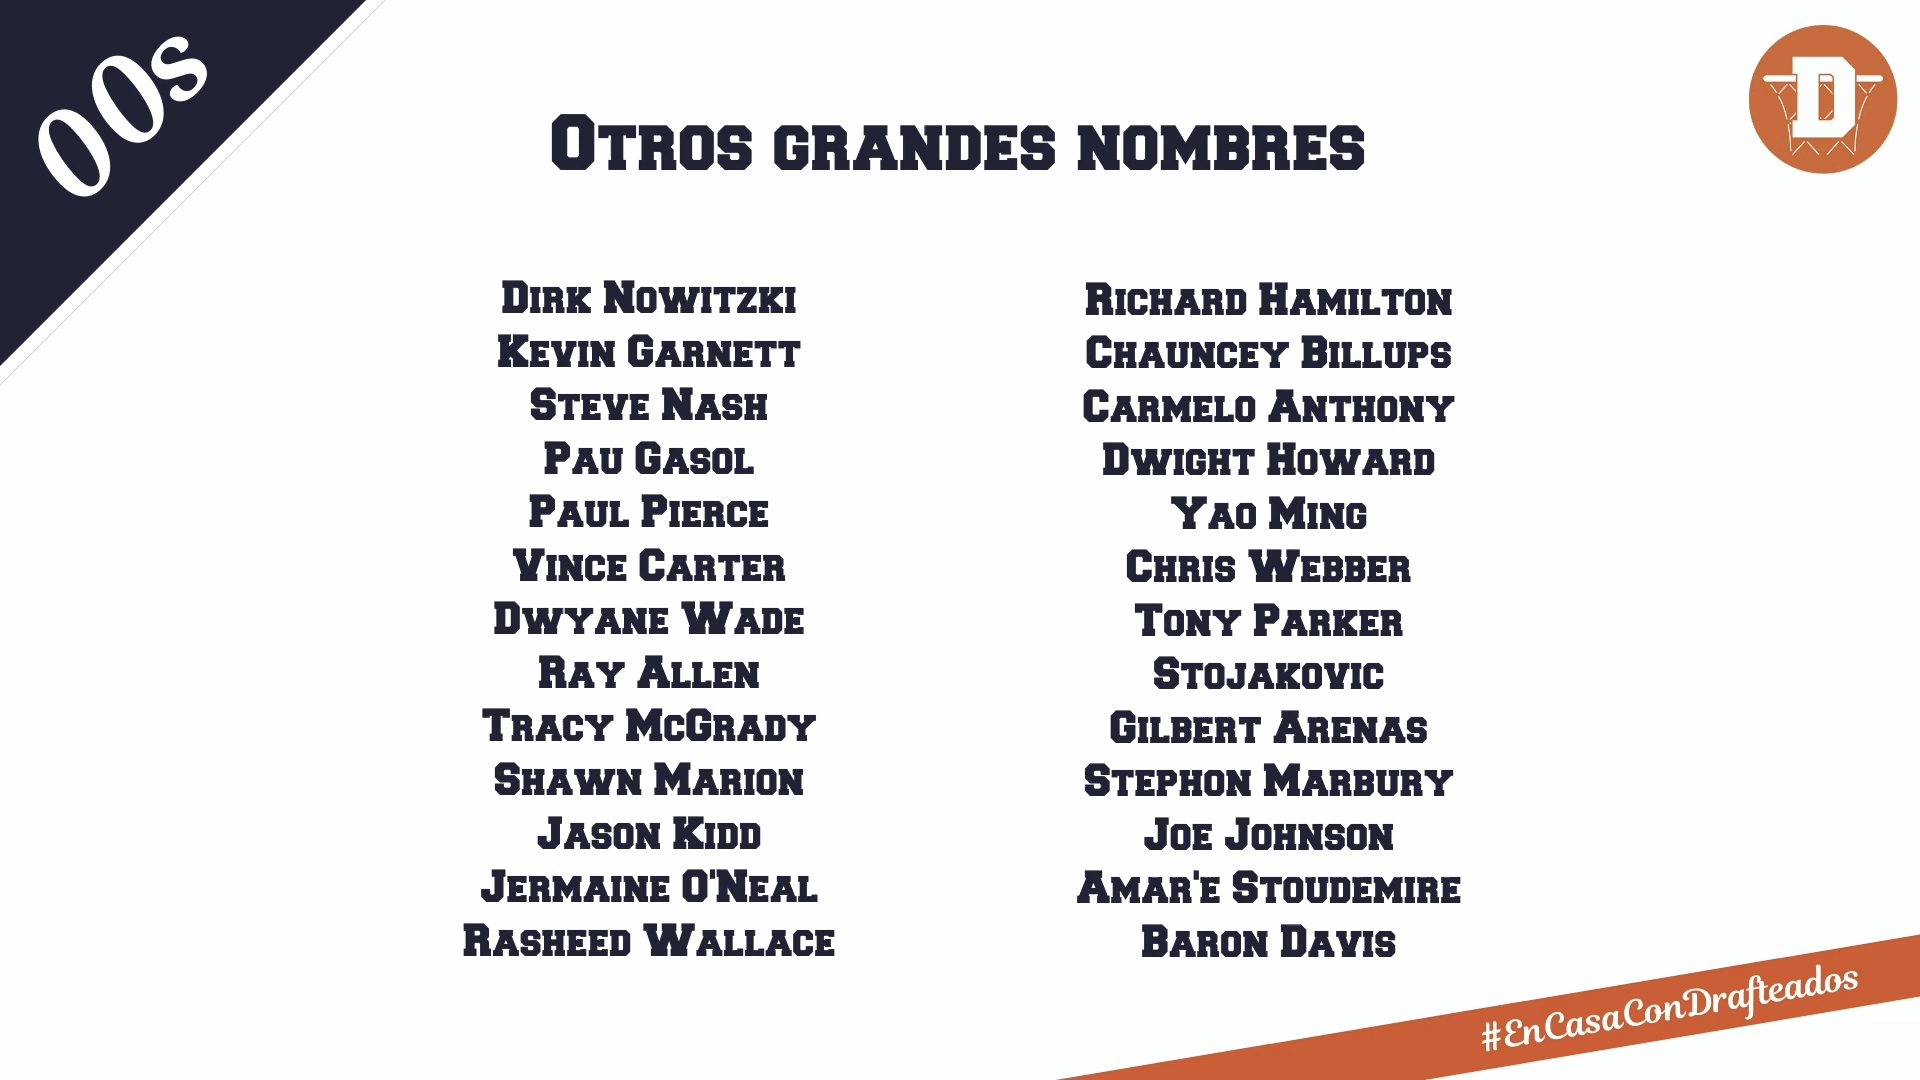 00s
D
Otros grandes nombres
Dirk Nowitzki
Kevin Garnett
Steve Nash
Pau Gasol
Paul Pierce
Vince Carter
Dwyane Wade
Ray Allen
Tracy McGrady
Shawn Marion
Jason Kidd
Jermaine O'Neal
Rasheed Wallace
Richard Hamilton
Chauncey Billups
Carmelo Anthony
Dwight Howard
Yao Ming
Chris Webber
Tony Parker
Stojakovic
Gilbert Arenas
Stephon Marbury
Joe Johnson
Amar'e Stoudemire
Baron Davis
#EnCasaConDrafteados